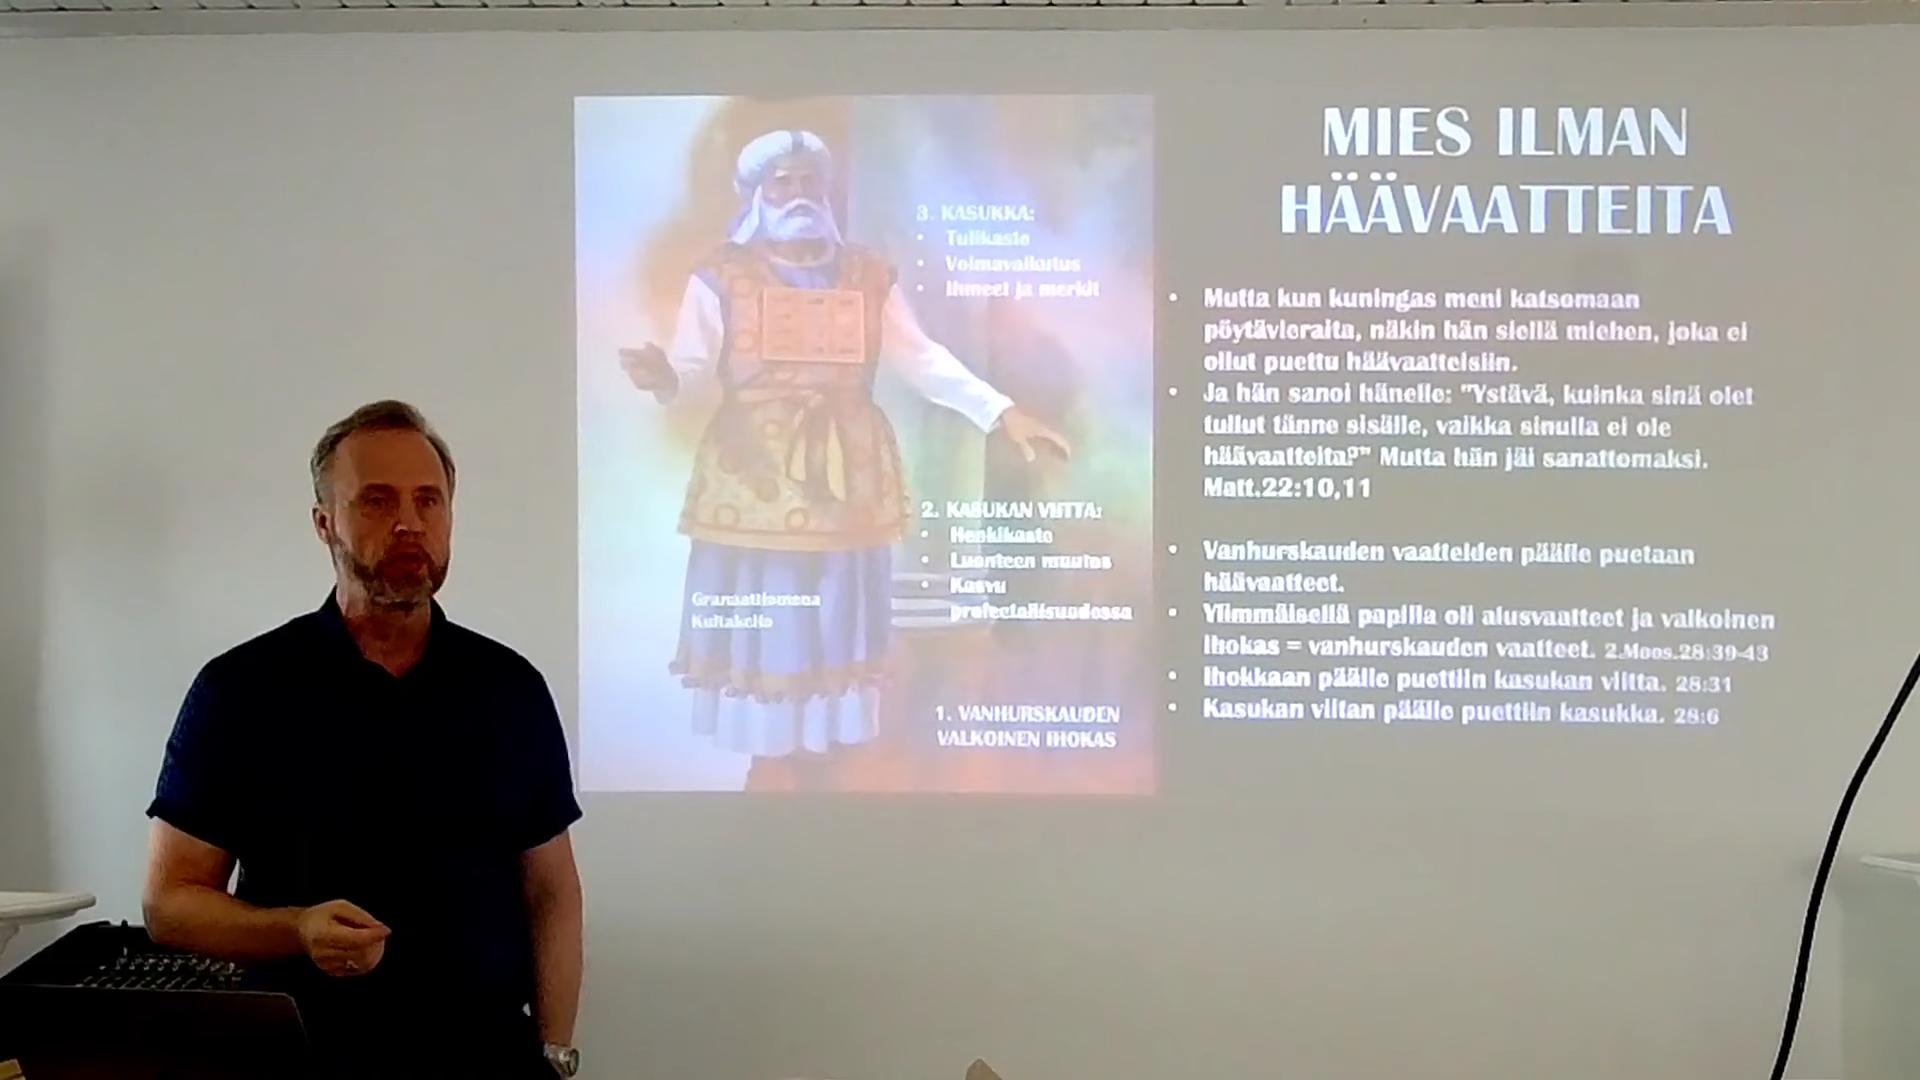 MIES ILMAN
HÄÄVAATTEITA
3. KASUKKA:
• Tulikaste
• Voimavaikutus
• Ihmeet ja merkit
2. KASUKAN VIITTA:
• Henkikaste
• Luonteen muutos
• Kasvu
profeetallisuudessa
Granaattiomena
Kultakello
1. VANHURSKAUDEN
VALKOINEN IHOKAS
• Mutta kun kuningas meni katsomaan
pöytävieraita, näkin hän siellä miehen, joka ei
ollut puettu häävaatteisiin.
• Ja hän sanoi hänelle: "Ystävä, kuinka sinä olet
tullut tänne sisälle, vaikka sinulla ei ole
häävaatteita?" Mutta hän jäi sanattomaksi.
Matt.22:10,11
• Vanhurskauden vaatteiden päälle puetaan
häävaatteet.
• Ylimmäisellä papilla oli alusvaatteet ja valkoinen
Ihokas = vanhurskauden vaatteet. 2.Moos.28:39-43
• Ihokkaan päälle puettiin kasukan viitta. 28:31
• Kasukan viitan päälle puettiin kasukka. 28:6